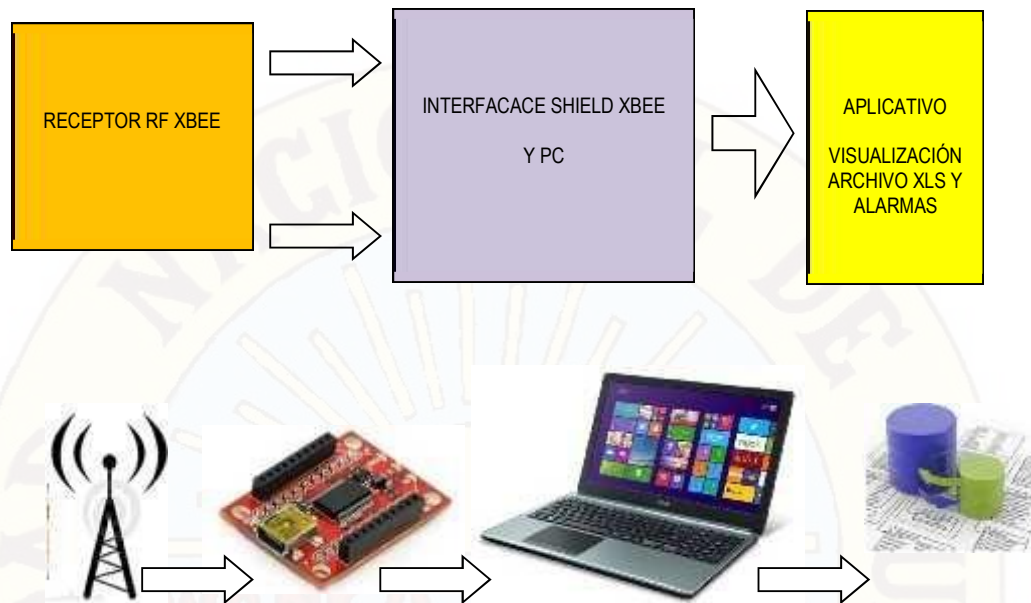 RECEPTOR RF XBEE
INTERFACACE SHIELD XBEE
Y PC
APLICATIVO
VISUALIZACIÓN
ARCHIVO XLS Y
ALARMAS